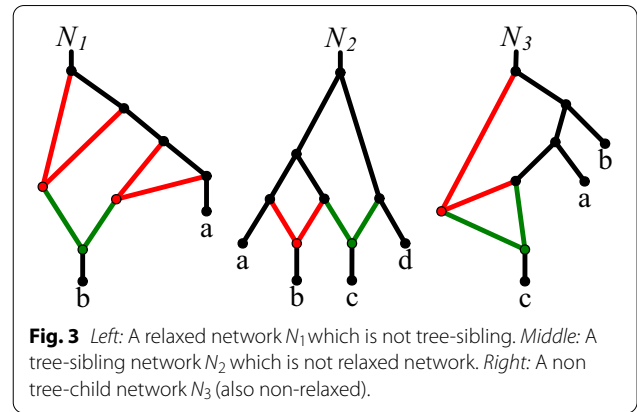 N₁ N₂ N₃
b
a
a
a b c d
b
c
Fig. 3 Left: A relaxed network N₁ which is not tree-sibling. Middle: A
tree-sibling network N₂ which is not relaxed network. Right: A non
tree-child network N₃ (also non-relaxed).